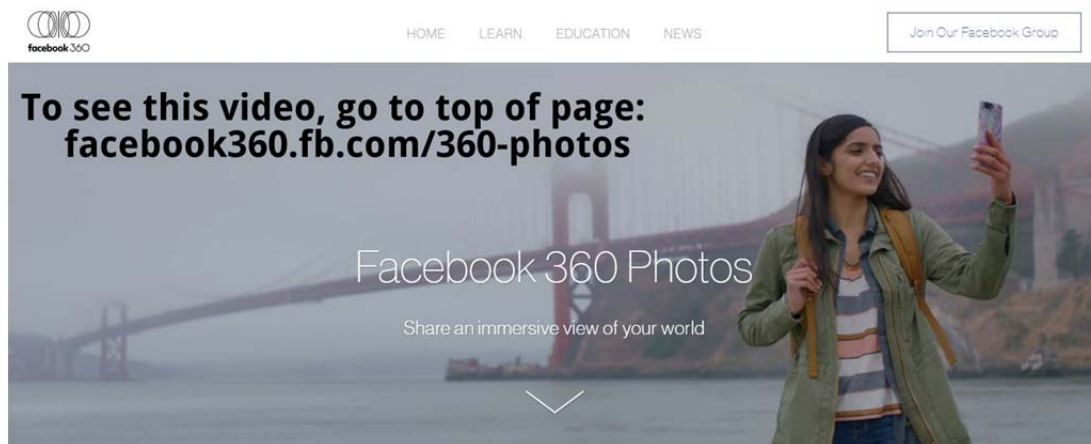 facebook 360
HOME LEARN EDUCATION NEWS
Join Our Facebook Group
To see this video, go to top of page:
facebook360.fb.com/360-photos
Facebook 360 Photos
Share an immersive view of your world